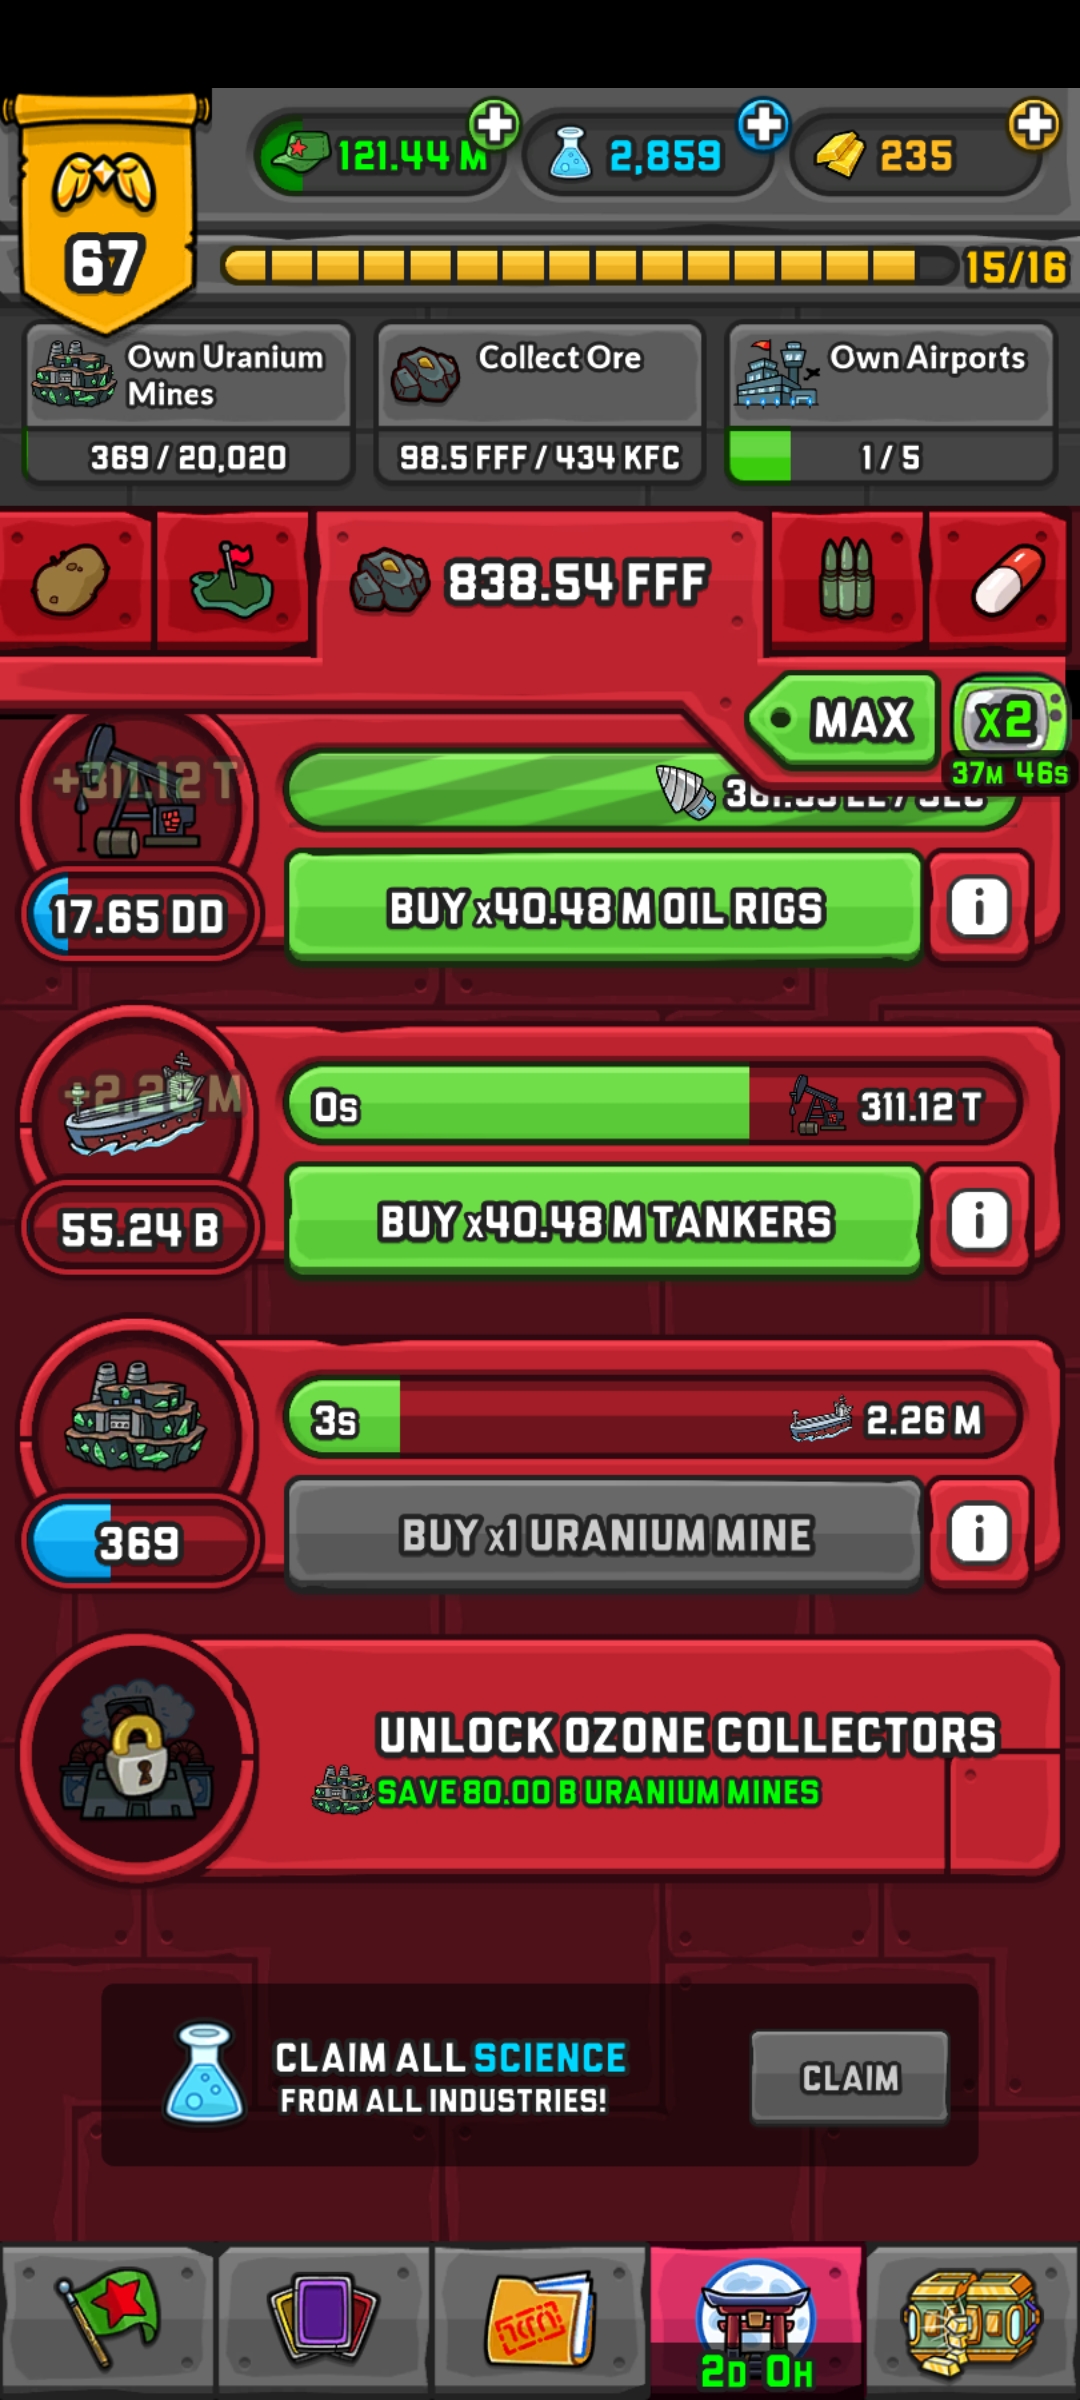 121.44 M
2,859
235
67
15/16
Own Uranium
Mines
369 / 20,020
Collect Ore
98.5 FFF / 434 KFC
Own Airports
1 / 5
838.54 FFF
MAX
x2
37M 46S
+311.12 T
17.65 DD
BUY x40.48 M OIL RIGS
i
0s
311.12 T
55.24 B
BUY x40.48 M TANKERS
i
3s
2.26 M
369
BUY x1 URANIUM MINE
i
UNLOCK OZONE COLLECTORS
SAVE 80.00 B URANIUM MINES
CLAIM ALL SCIENCE
FROM ALL INDUSTRIES!
CLAIM
2D 0H